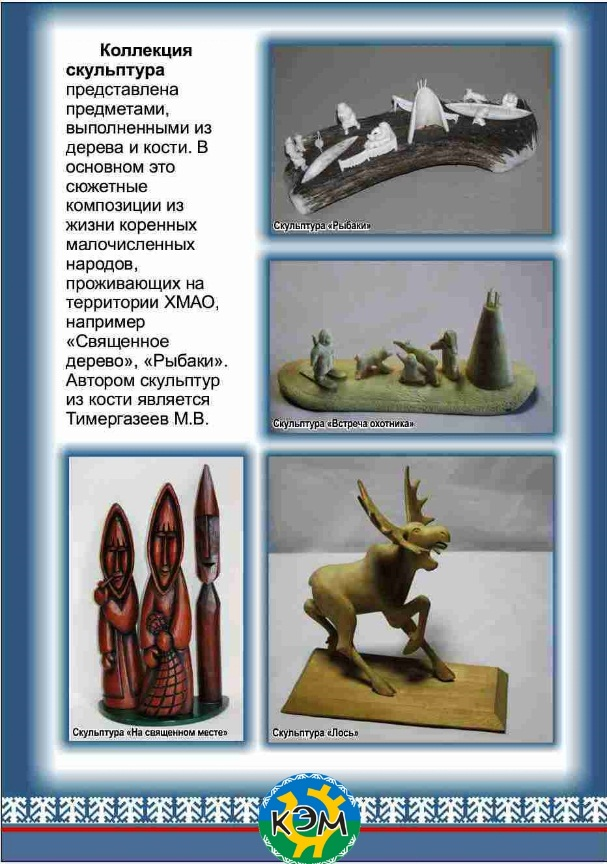 Коллекция
скульптура
представлена
предметами,
выполненными из
дерева и кости. В
основном это
сюжетные
композиции из
жизни коренных
малочисленных
народов,
проживающих на
территории ХМАО,
например
«Священное
дерево», «Рыбаки».
Автором скульптур
из кости является
Тимергазеев М.В.
Скульптура «Рыбаки»
Скульптура «Встреча охотника»
Скульптура «На священном месте»
Скульптура «Лось»
КЭМ